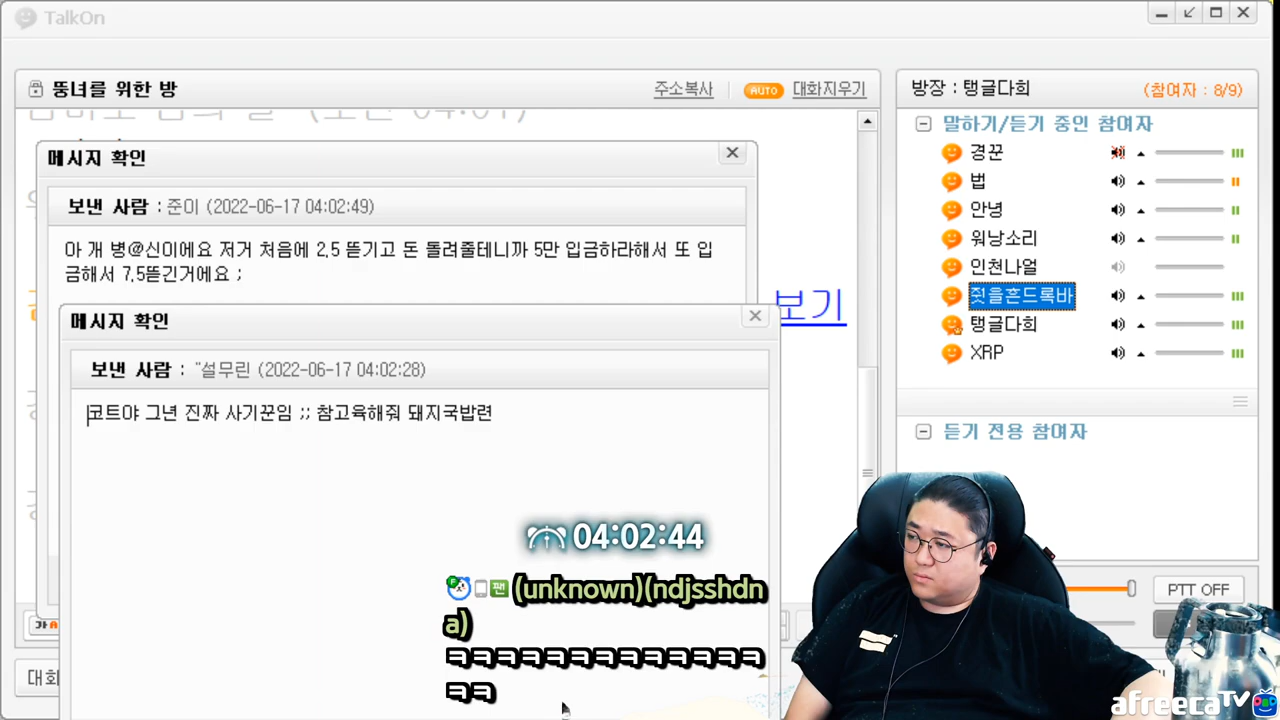 TalkOn
뚱녀를 위한 방
주소복사
AUTO
대화지우기
메시지 확인
보낸 사람 : 준이 (2022-06-17 04:02:49)
아 개 병@신이에요 저거 처음에 2.5 뜯기고 돈 돌려줄테니까 5만 입금하라해서 또 입
금해서 7.5뜯긴거에요 ;
보기
메시지 확인
보낸 사람 : "설무린 (2022-06-17 04:02:28)
코트야 그년 진짜 사기꾼임 ;; 참고육해줘 돼지국밥련
04:02:44
팬 (unknown)(ndjsshdn
a)
ㅋㅋㅋㅋㅋㅋㅋㅋㅋㅋㅋㅋㅋ
ㅋㅋ
가A
대화
방장 : 탱글다희
(참여자 : 8/9)
말하기/듣기 중인 참여자
경꾼
법
안녕
워낭소리
인천나얼
젓을흔드록바
탱글다희
XRP
듣기 전용 참여자
PTT OFF
afreecaTV